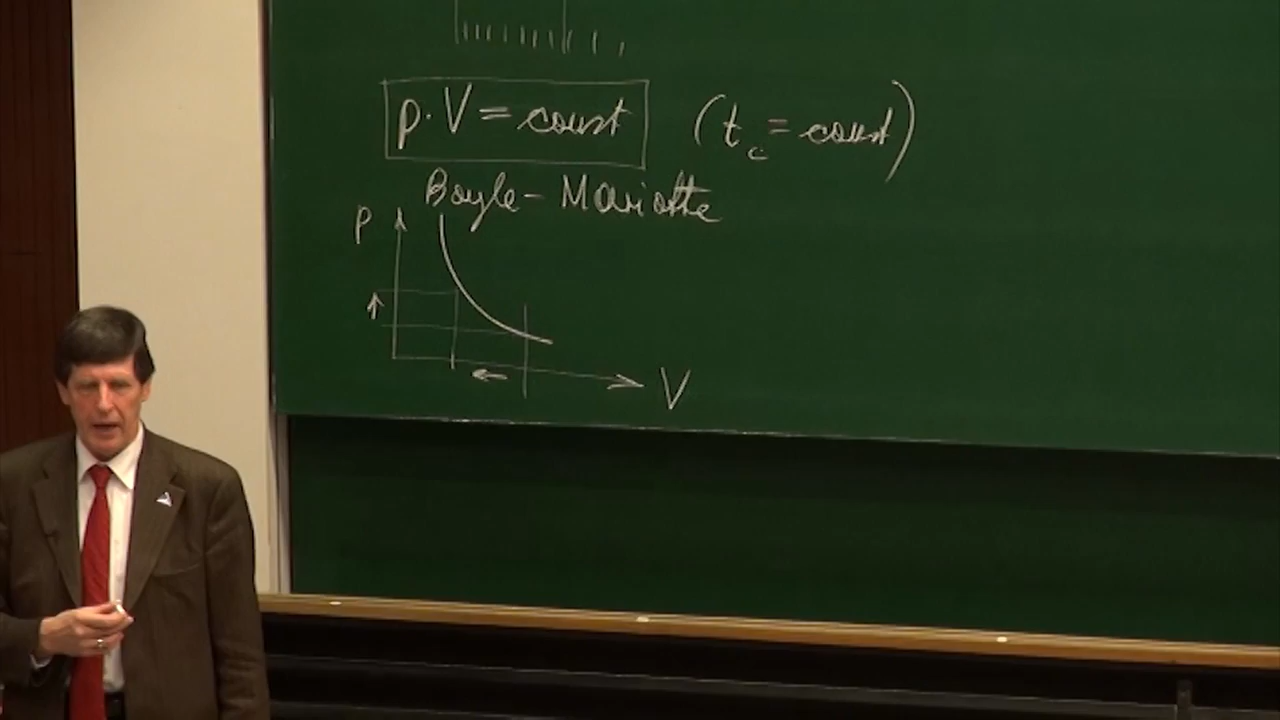 p · V = const (t_c = const)
Boyle - Mariotte
P
V